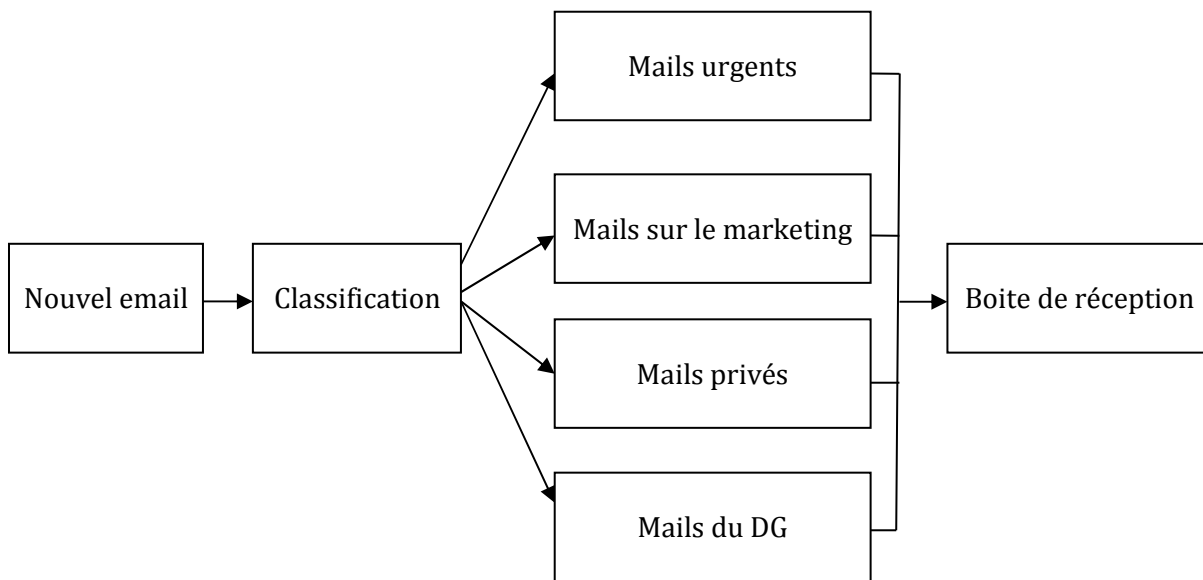 Nouvel email
Classification
Mails urgents
Mails sur le marketing
Mails privés
Mails du DG
Boite de réception